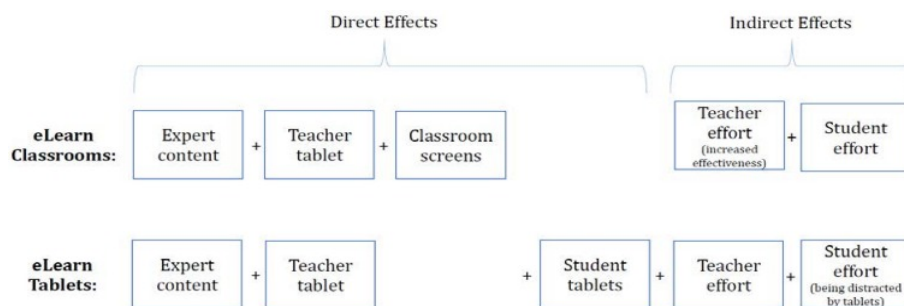 Direct Effects Indirect Effects
eLearn Classrooms: Expert content + Teacher tablet + Classroom screens Teacher effort (increased effectiveness) + Student effort
eLearn Tablets: Expert content + Teacher tablet + Student tablets + Teacher effort + Student effort (being distracted by tablets)